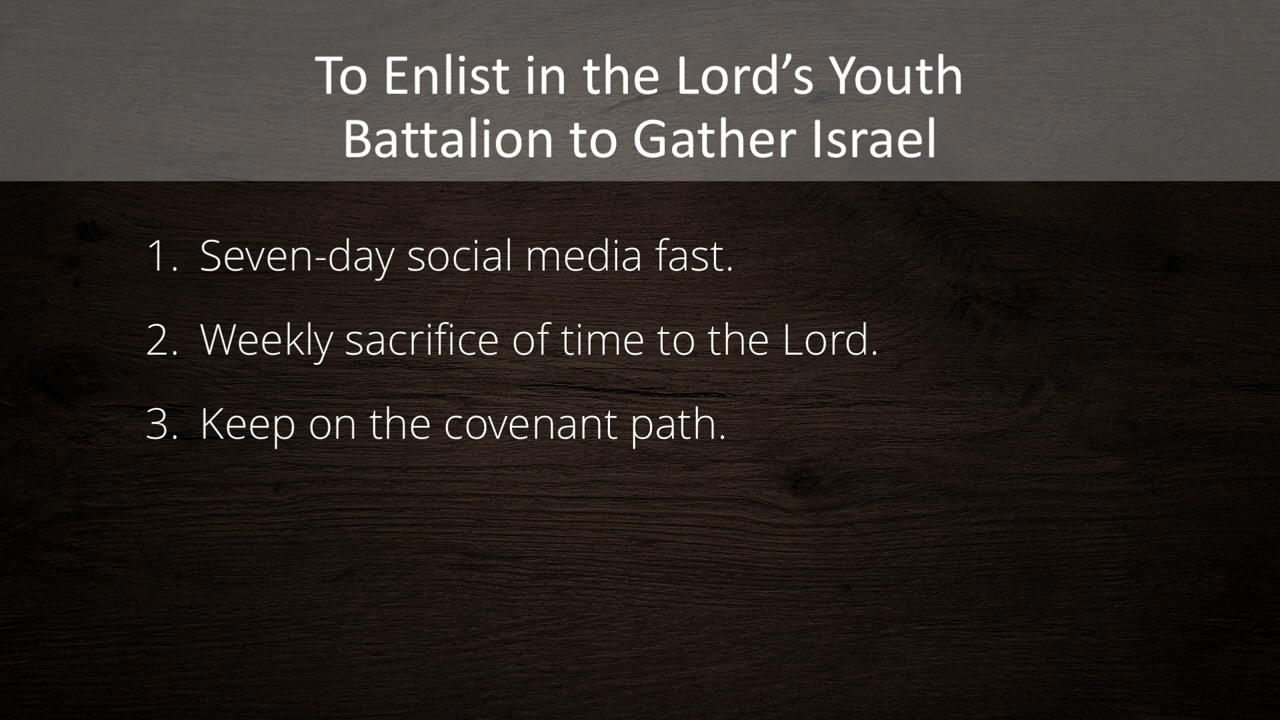 To Enlist in the Lord’s Youth
Battalion to Gather Israel
1. Seven-day social media fast.
2. Weekly sacrifice of time to the Lord.
3. Keep on the covenant path.